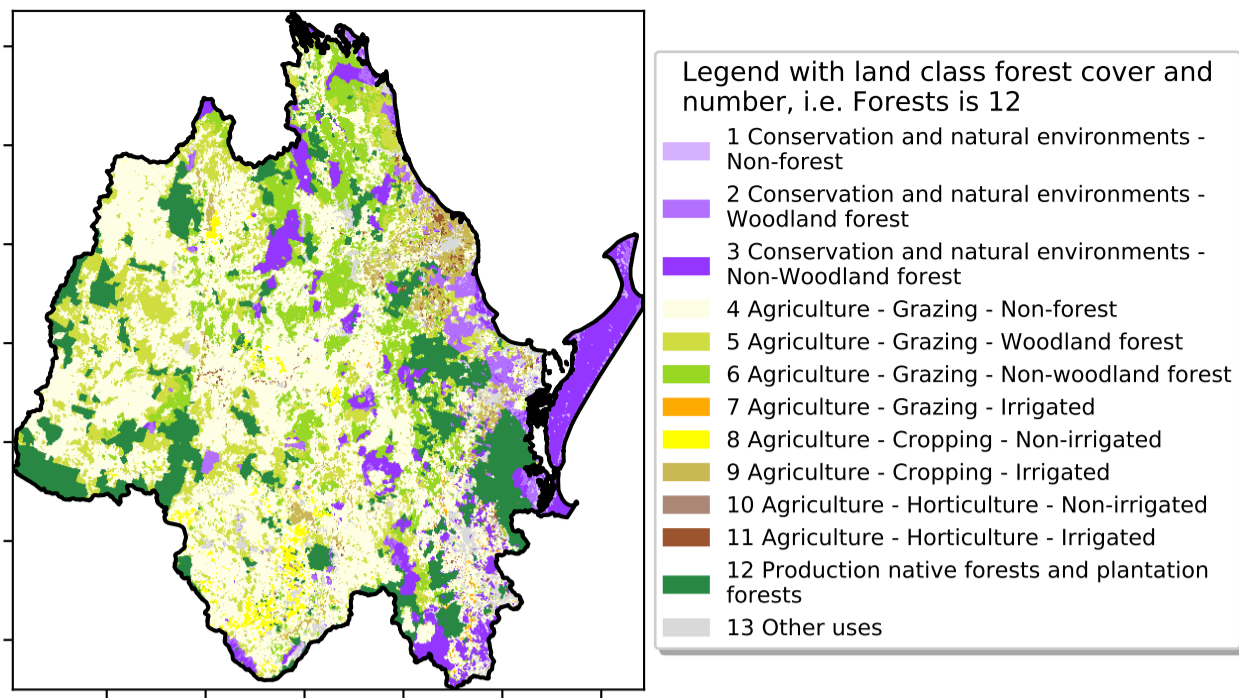 Legend with land class forest cover and
number, i.e. Forests is 12
1 Conservation and natural environments -
Non-forest
2 Conservation and natural environments -
Woodland forest
3 Conservation and natural environments -
Non-Woodland forest
4 Agriculture - Grazing - Non-forest
5 Agriculture - Grazing - Woodland forest
6 Agriculture - Grazing - Non-woodland forest
7 Agriculture - Grazing - Irrigated
8 Agriculture - Cropping - Non-irrigated
9 Agriculture - Cropping - Irrigated
10 Agriculture - Horticulture - Non-irrigated
11 Agriculture - Horticulture - Irrigated
12 Production native forests and plantation
forests
13 Other uses